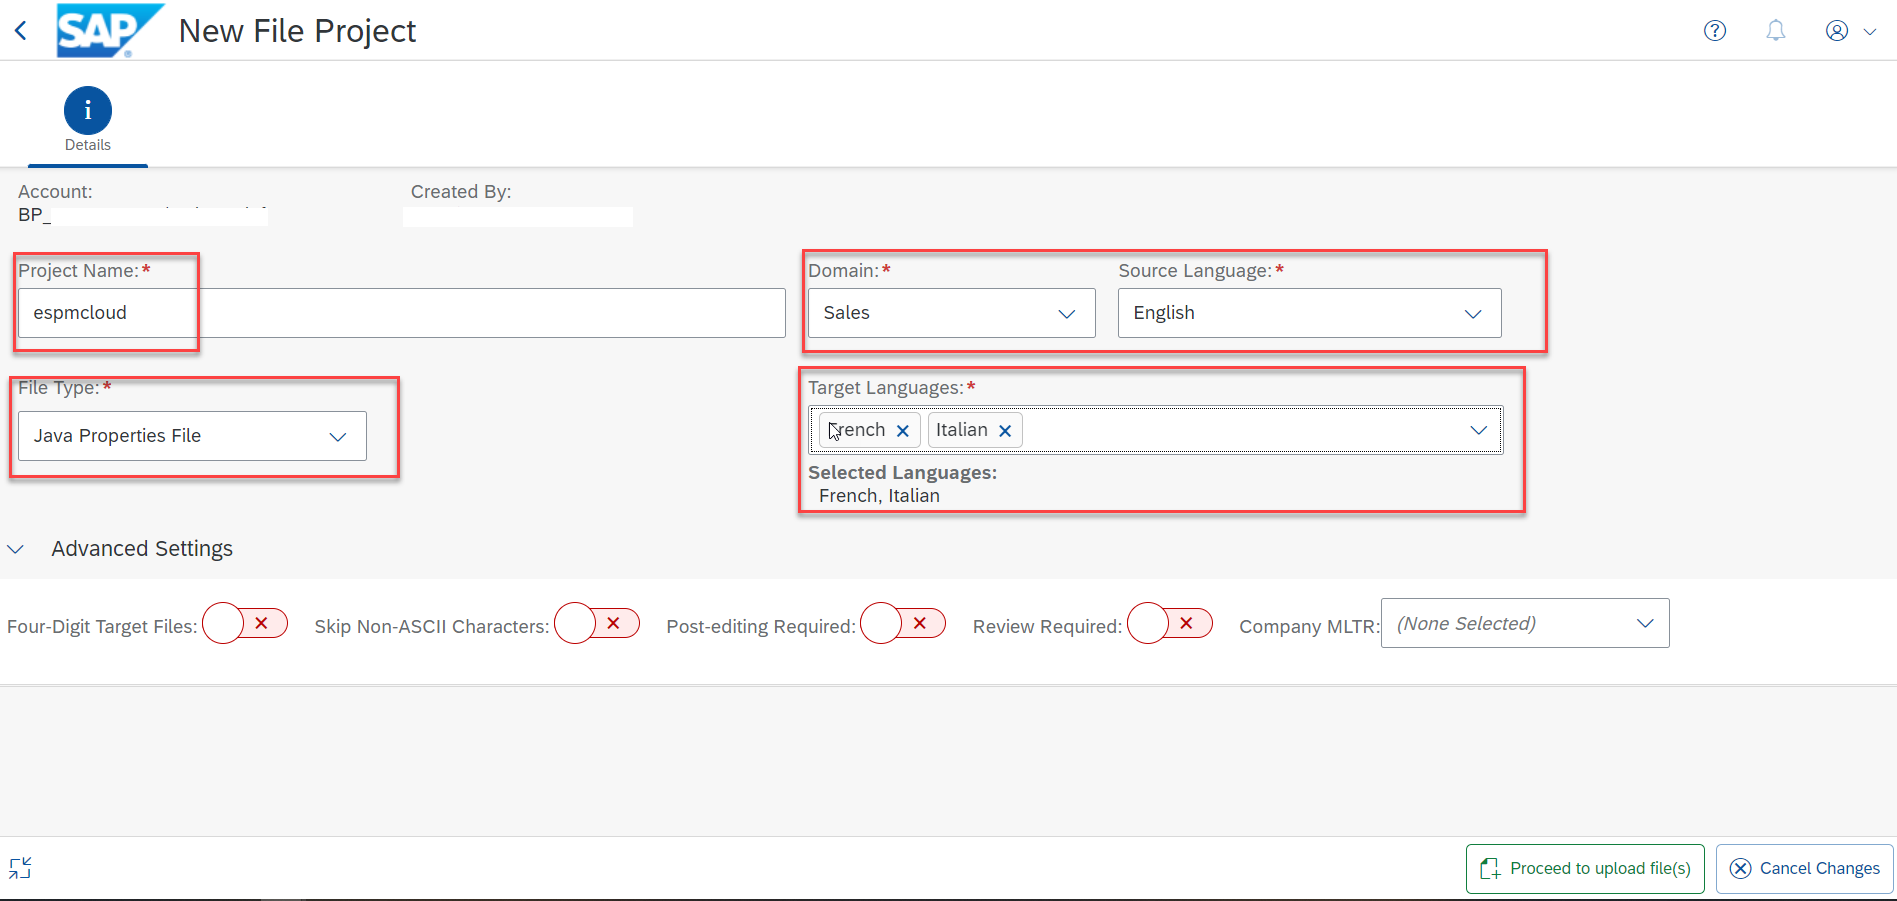 SAP New File Project
Details
Account: Created By:
BP_
Project Name:* Domain:* Source Language:*
espmcloud Sales English
File Type:* Target Languages:*
Java Properties File French Italian
Selected Languages:
French, Italian
Advanced Settings
Four-Digit Target Files: Skip Non-ASCII Characters: Post-editing Required: Review Required: Company MLTR: (None Selected)
Proceed to upload file(s) Cancel Changes